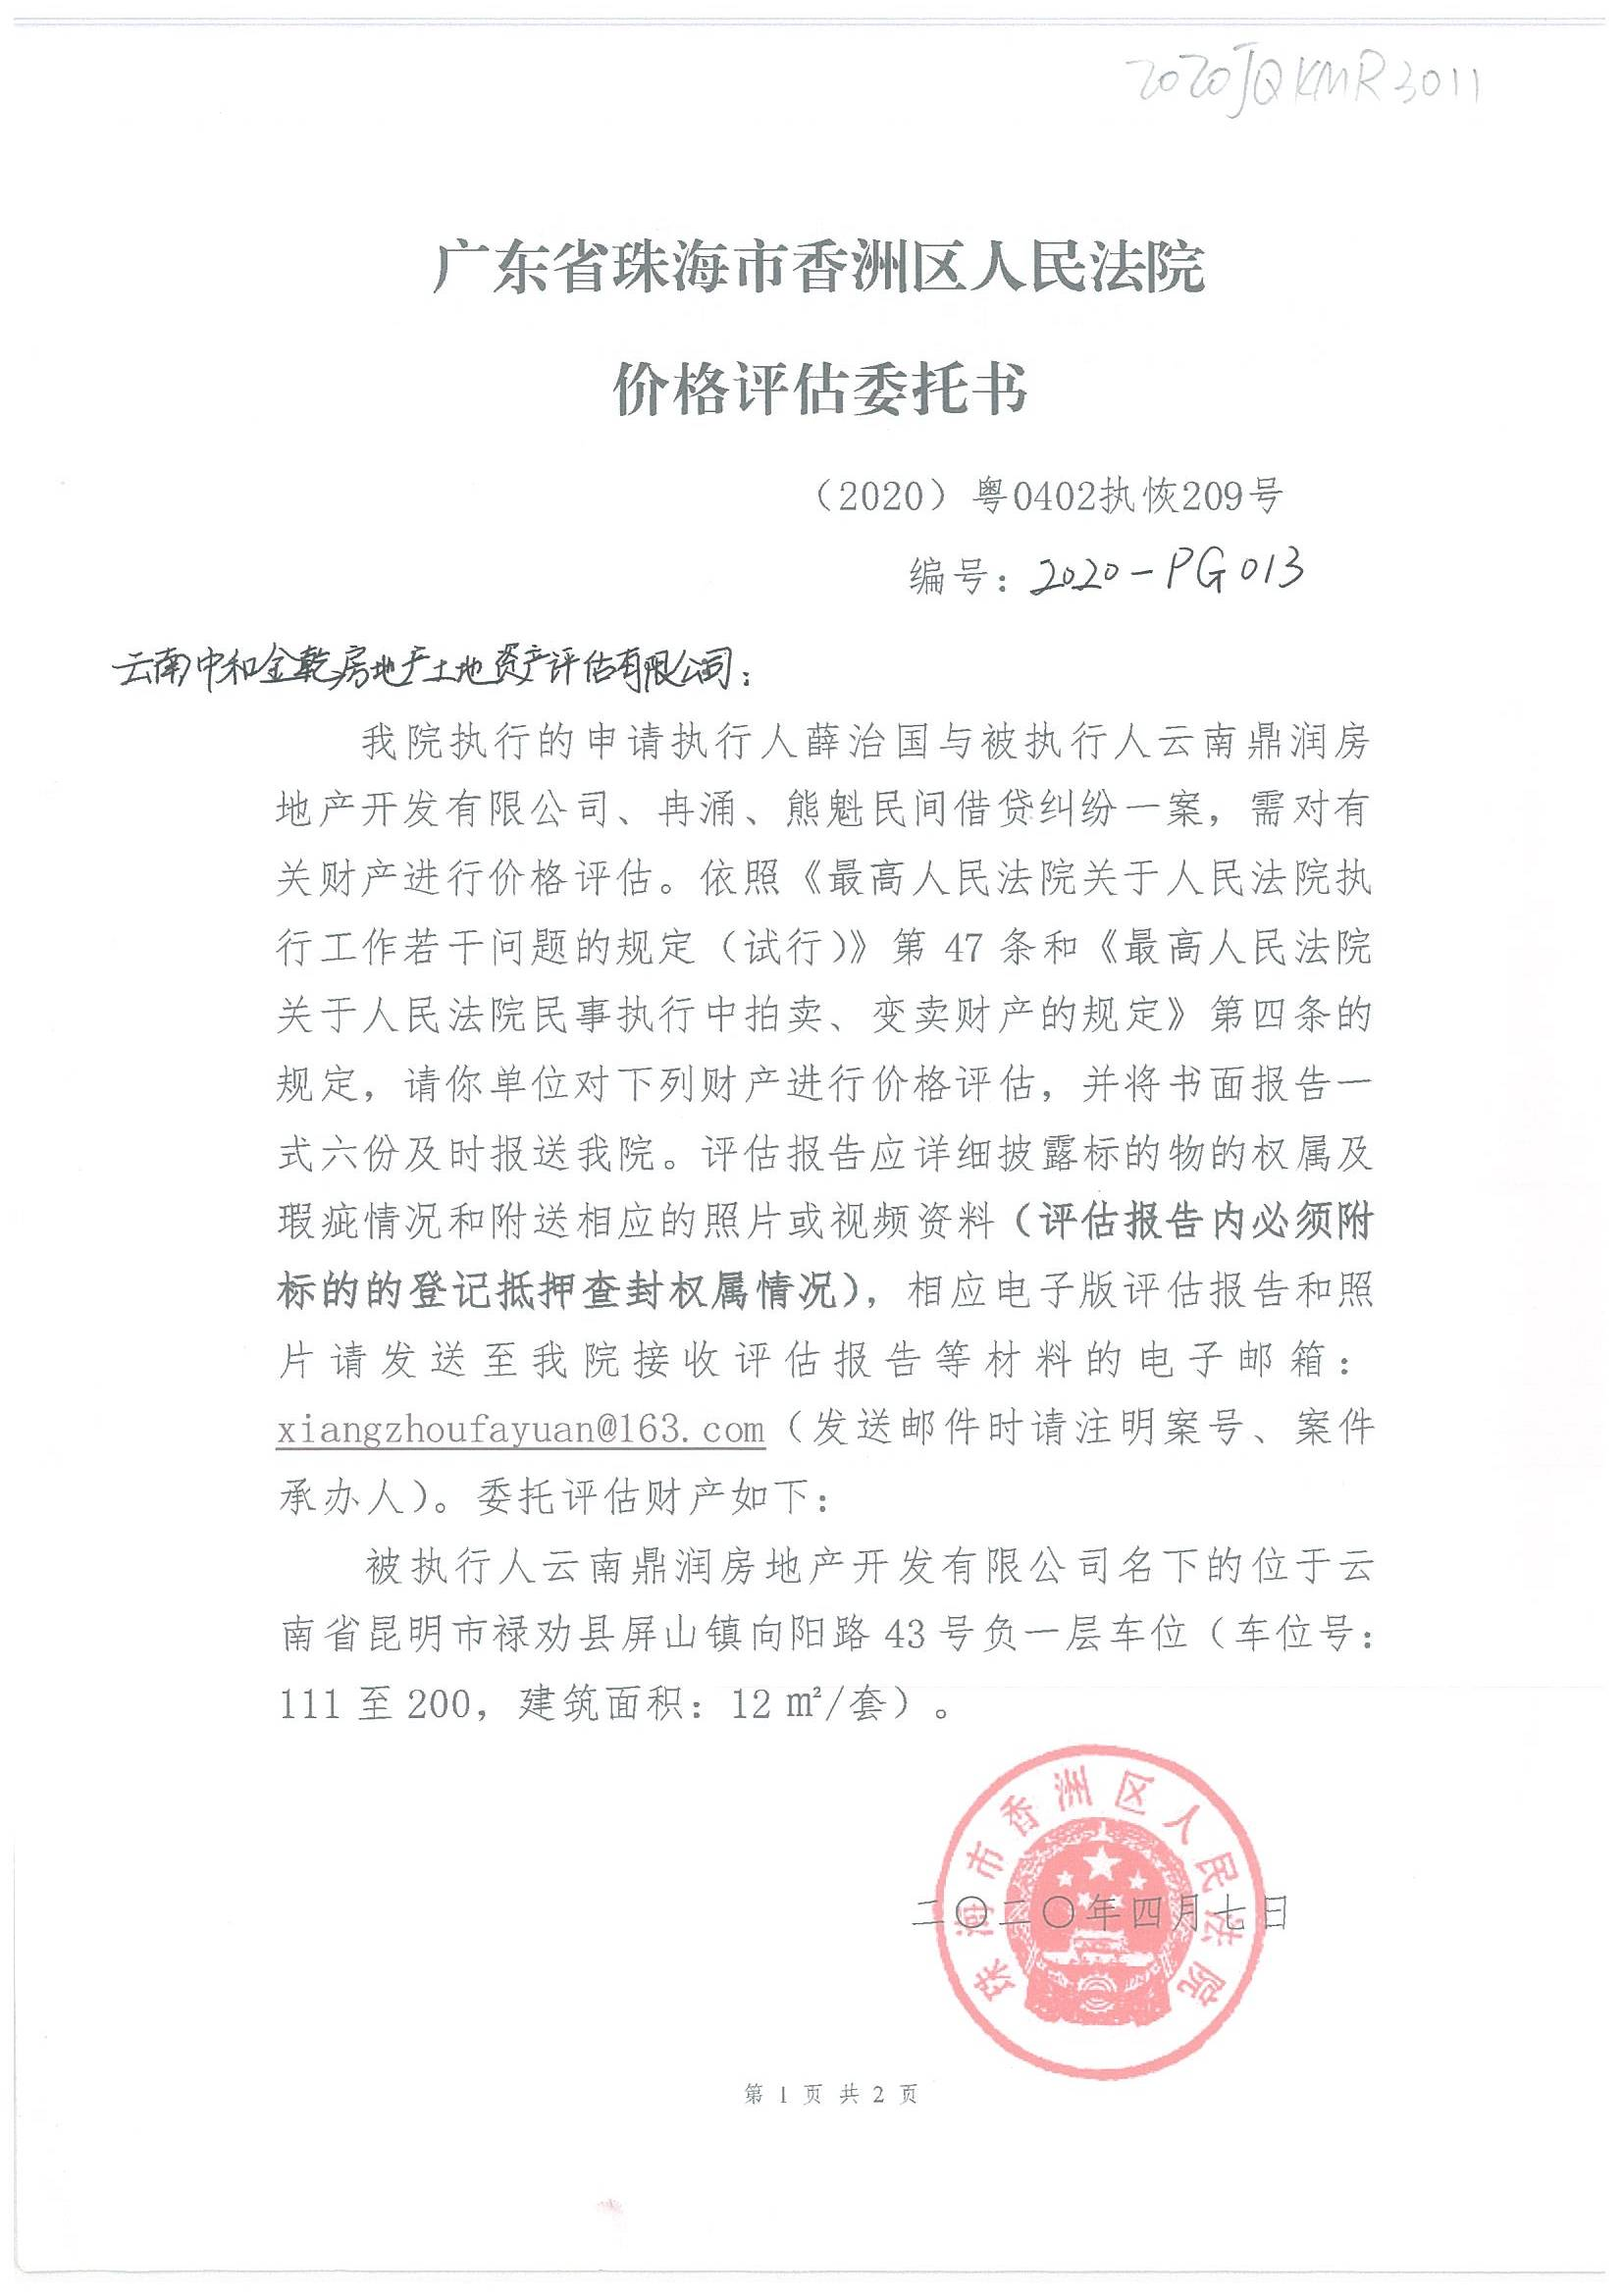 2020JQKMR3011
广东省珠海市香洲区人民法院
价格评估委托书
（2020）粤0402执恢209号
编号：2020-PG013
云南中和金乾房地产土地资产评估有限公司：
我院执行的申请执行人薛治国与被执行人云南鼎润房
地产开发有限公司、冉涌、熊魁民间借贷纠纷一案，需对有
关财产进行价格评估。依照《最高人民法院关于人民法院执
行工作若干问题的规定（试行）》第 47 条和《最高人民法院
关于人民法院民事执行中拍卖、变卖财产的规定》第四条的
规定，请你单位对下列财产进行价格评估，并将书面报告一
式六份及时报送我院。评估报告应详细披露标的物的权属及
瑕疵情况和附送相应的照片或视频资料（评估报告内必须附
标的的登记抵押查封权属情况），相应电子版评估报告和照
片请发送至我院接收评估报告等材料的电子邮箱：
xiangzhoufayuan@163.com（发送邮件时请注明案号、案件
承办人）。委托评估财产如下：
被执行人云南鼎润房地产开发有限公司名下的位于云
南省昆明市禄劝县屏山镇向阳路 43 号负一层车位（车位号：
111 至 200，建筑面积：12 ㎡/套）。
珠海市香洲区人民法院
二〇二〇年四月七日
第 1 页 共 2 页